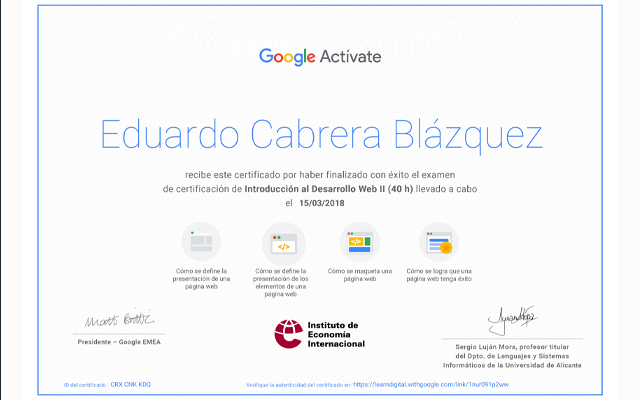 Google Actívate
Eduardo Cabrera Blázquez
recibe este certificado por haber finalizado con éxito el examen
de certificación de Introducción al Desarrollo Web II (40 h) llevado a cabo
el 15/03/2018
Cómo se define la
presentación de una
página web
Cómo se define la
presentación de los
elementos de una
página web
Cómo se maqueta una
página web
Cómo se logra que una
página web tenga éxito
Presidente – Google EMEA
Instituto de
Economía
Internacional
Sergio Luján Mora, profesor titular
del Dpto. de Lenguajes y Sistemas
Informáticos de la Universidad de Alicante
ID del certificado : CRX CNK KDQ
Verifique la autenticidad del certificado en: https://learndigital.withgoogle.com/link/1nur091p2ww